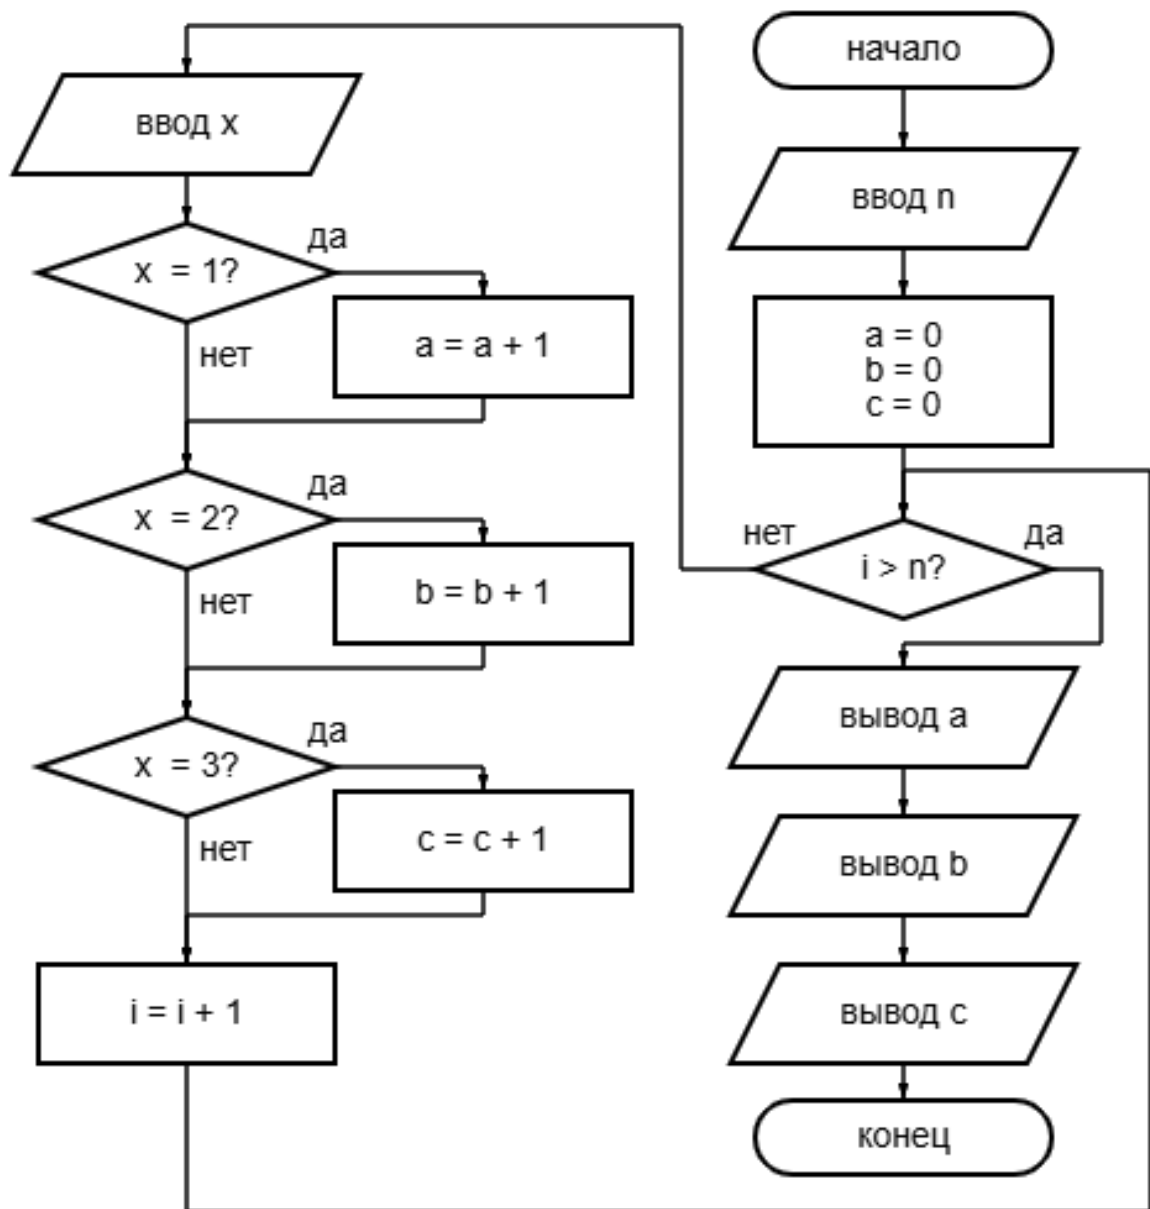 начало
ввод n
a = 0
b = 0
c = 0
i > n?
нет
да
ввод x
x = 1?
да
нет
a = a + 1
x = 2?
да
нет
b = b + 1
x = 3?
да
нет
c = c + 1
i = i + 1
вывод a
вывод b
вывод c
конец